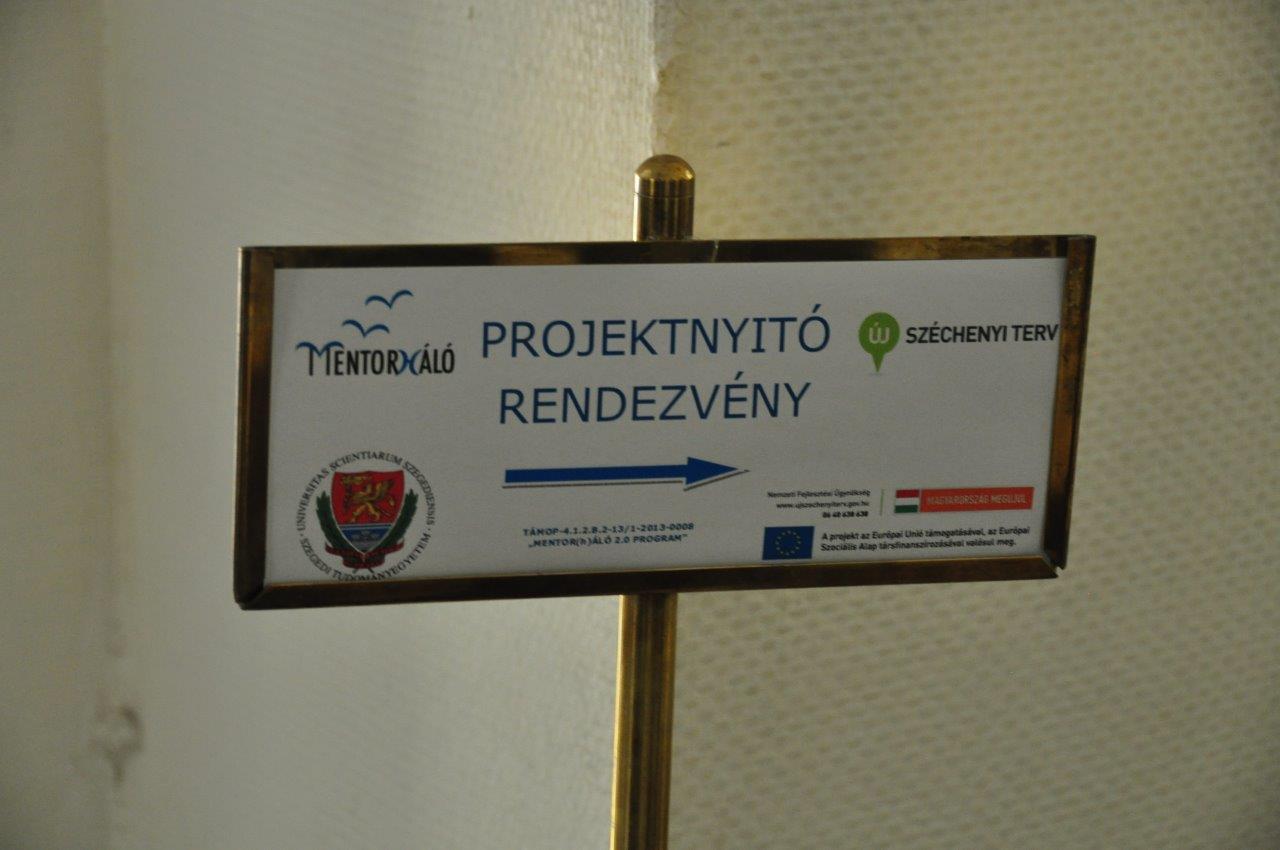 MENTORHÁLÓ
PROJEKTNYITÓ
RENDEZVÉNY
ÚJ SZÉCHENYI TERV
UNIVERSITAS SCIENTIARUM SZEGEDIENSIS
SZEGEDI TUDOMÁNYEGYETEM
TÁMOP-4.1.2.B.2-13/1-2013-0008
„MENTOR(h)ÁLÓ 2.0 PROGRAM”
Nemzeti Fejlesztési Ügynökség
www.ujszechenyiterv.gov.hu
06 40 638 638
MAGYARORSZÁG MEGÚJUL
A projekt az Európai Unió támogatásával, az Európai
Szociális Alap társfinanszírozásával valósul meg.